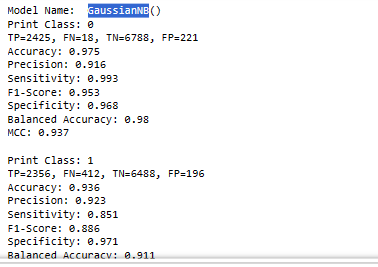 Model Name:  GaussianNB()
Print Class: 0
TP=2425, FN=18, TN=6788, FP=221
Accuracy: 0.975
Precision: 0.916
Sensitivity: 0.993
F1-Score: 0.953
Specificity: 0.968
Balanced Accuracy: 0.98
MCC: 0.937
Print Class: 1
TP=2356, FN=412, TN=6488, FP=196
Accuracy: 0.936
Precision: 0.923
Sensitivity: 0.851
F1-Score: 0.886
Specificity: 0.971
Balanced Accuracy: 0.911